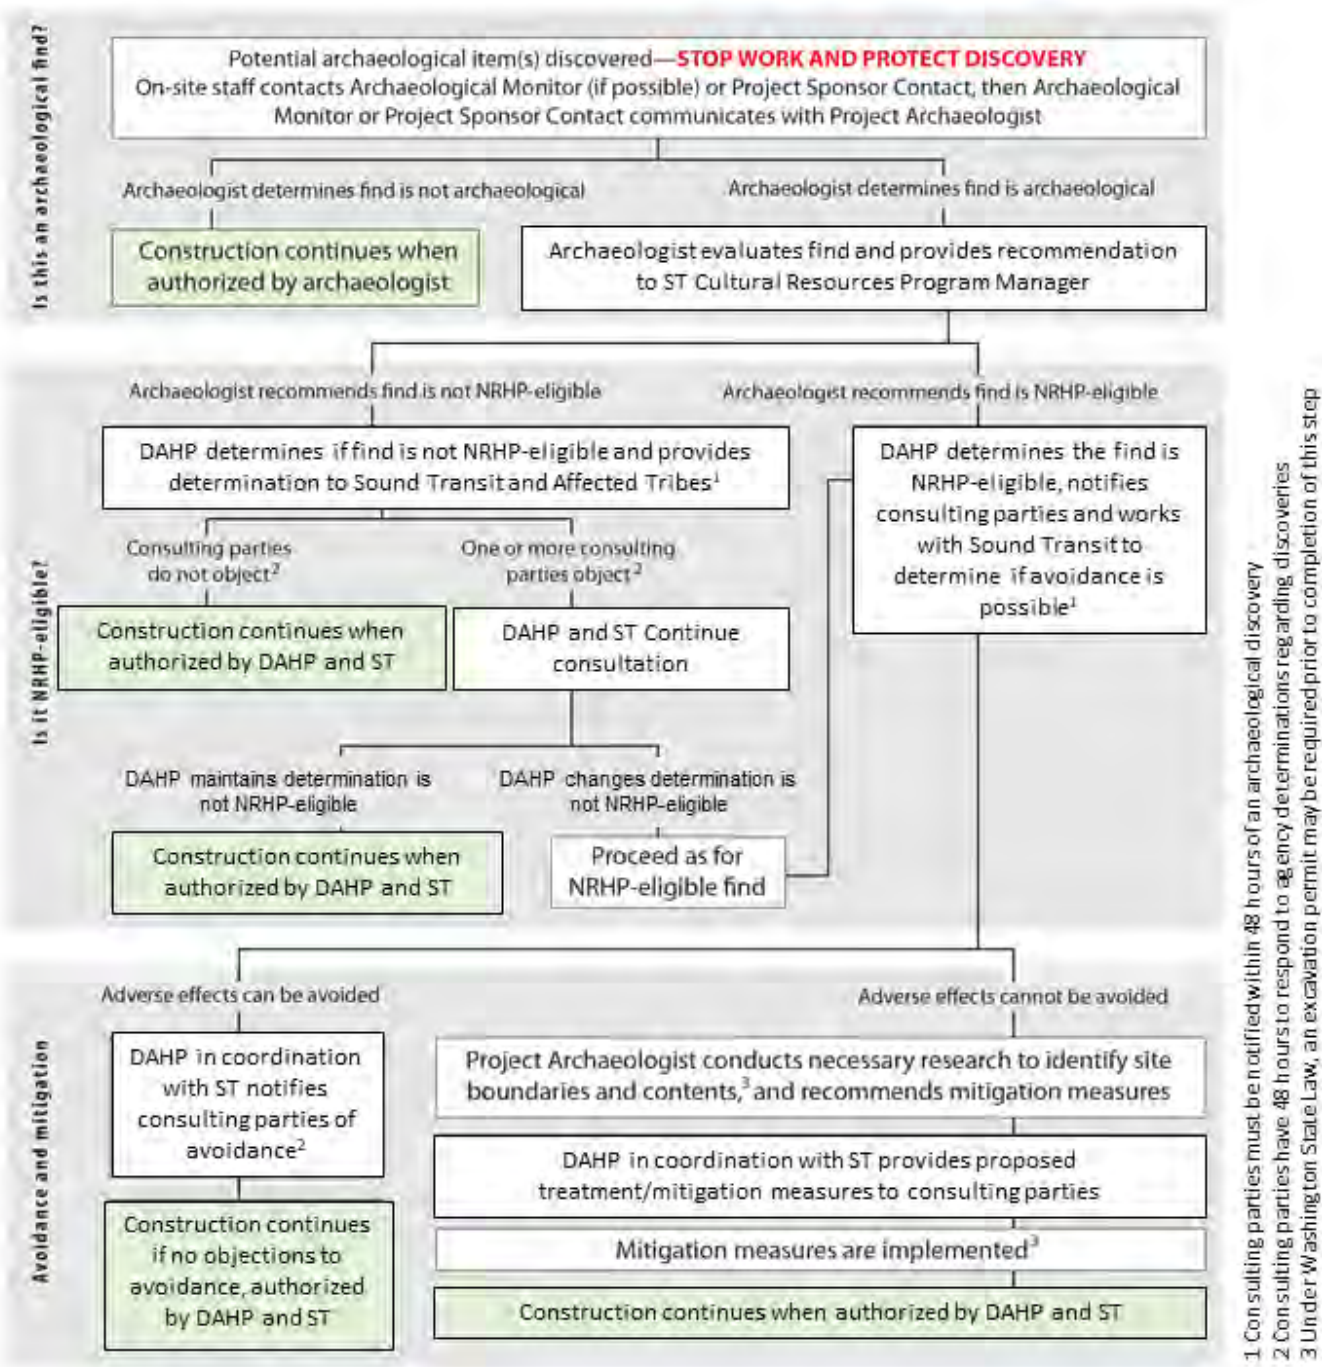 Is this an archaeological find?
Potential archaeological item(s) discovered—STOP WORK AND PROTECT DISCOVERY
On-site staff contacts Archaeological Monitor (if possible) or Project Sponsor Contact, then Archaeological
Monitor or Project Sponsor Contact communicates with Project Archaeologist
Archaeologist determines find is not archaeological
Archaeologist determines find is archaeological
Construction continues when
authorized by archaeologist
Archaeologist evaluates find and provides recommendation
to ST Cultural Resources Program Manager
Is it NRHP-eligible?
Archaeologist recommends find is not NRHP-eligible
Archaeologist recommends find is NRHP-eligible
DAHP determines if find is not NRHP-eligible and provides
determination to Sound Transit and Affected Tribes¹
DAHP determines the find is
NRHP-eligible, notifies
consulting parties and works
with Sound Transit to
determine if avoidance is
possible¹
Consulting parties
do not object²
One or more consulting
parties object²
Construction continues when
authorized by DAHP and ST
DAHP and ST Continue
consultation
DAHP maintains determination is
not NRHP-eligible
DAHP changes determination is
not NRHP-eligible
Construction continues when
authorized by DAHP and ST
Proceed as for
NRHP-eligible find
Avoidance and mitigation
Adverse effects can be avoided
Adverse effects cannot be avoided
DAHP in coordination
with ST notifies
consulting parties of
avoidance²
Construction continues
if no objections to
avoidance, authorized
by DAHP and ST
Project Archaeologist conducts necessary research to identify site
boundaries and contents,³ and recommends mitigation measures
DAHP in coordination with ST provides proposed
treatment/mitigation measures to consulting parties
Mitigation measures are implemented³
Construction continues when authorized by DAHP and ST
1 Consulting parties must be notified within 48 hours of an archaeological discovery
2 Consulting parties have 48 hours to respond to agency determinations regarding discoveries
3 Under Washington State Law, an excavation permit may be required prior to completion of this step